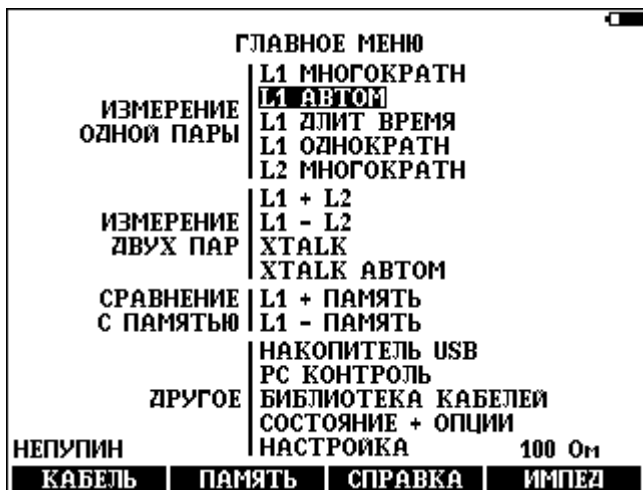 ГЛАВНОЕ МЕНЮ
ИЗМЕРЕНИЕ
ОДНОЙ ПАРЫ
L1 МНОГОКРАТН
L1 АВТОМ
L1 ДЛИТ ВРЕМЯ
L1 ОДНОКРАТН
L2 МНОГОКРАТН
ИЗМЕРЕНИЕ
ДВУХ ПАР
L1 + L2
L1 - L2
XTALK
XTALK АВТОМ
СРАВНЕНИЕ
С ПАМЯТЬЮ
L1 + ПАМЯТЬ
L1 - ПАМЯТЬ
ДРУГОЕ
НАКОПИТЕЛЬ USB
PC КОНТРОЛЬ
БИБЛИОТЕКА КАБЕЛЕЙ
СОСТОЯНИЕ + ОПЦИИ
НАСТРОЙКА
НЕПУПИН
100 Ом
КАБЕЛЬ
ПАМЯТЬ
СПРАВКА
ИМПЕД